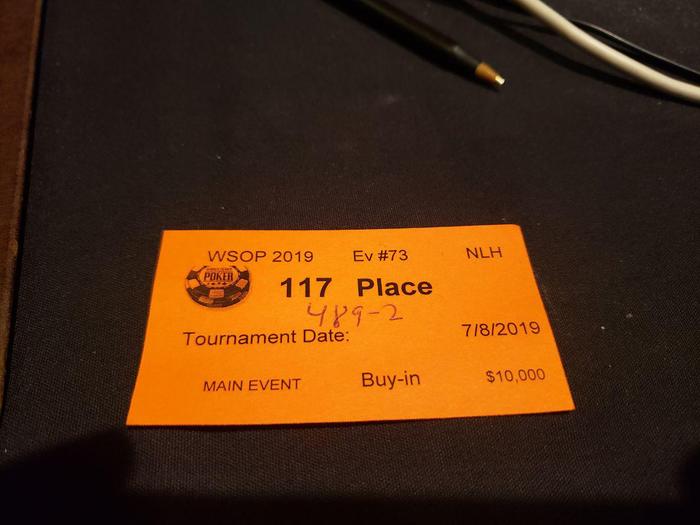 WSOP 2019 Ev #73 NLH
POKER
117 Place
489-2
Tournament Date: 7/8/2019
MAIN EVENT Buy-in $10,000